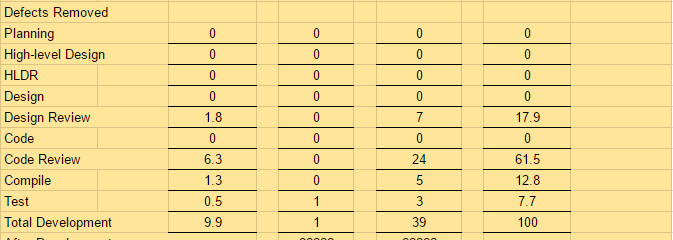 Defects Removed
Planning 0 0 0 0
High-level Design 0 0 0 0
HLDR 0 0 0 0
Design 0 0 0 0
Design Review 1.8 0 7 17.9
Code 0 0 0 0
Code Review 6.3 0 24 61.5
Compile 1.3 0 5 12.8
Test 0.5 1 3 7.7
Total Development 9.9 1 39 100